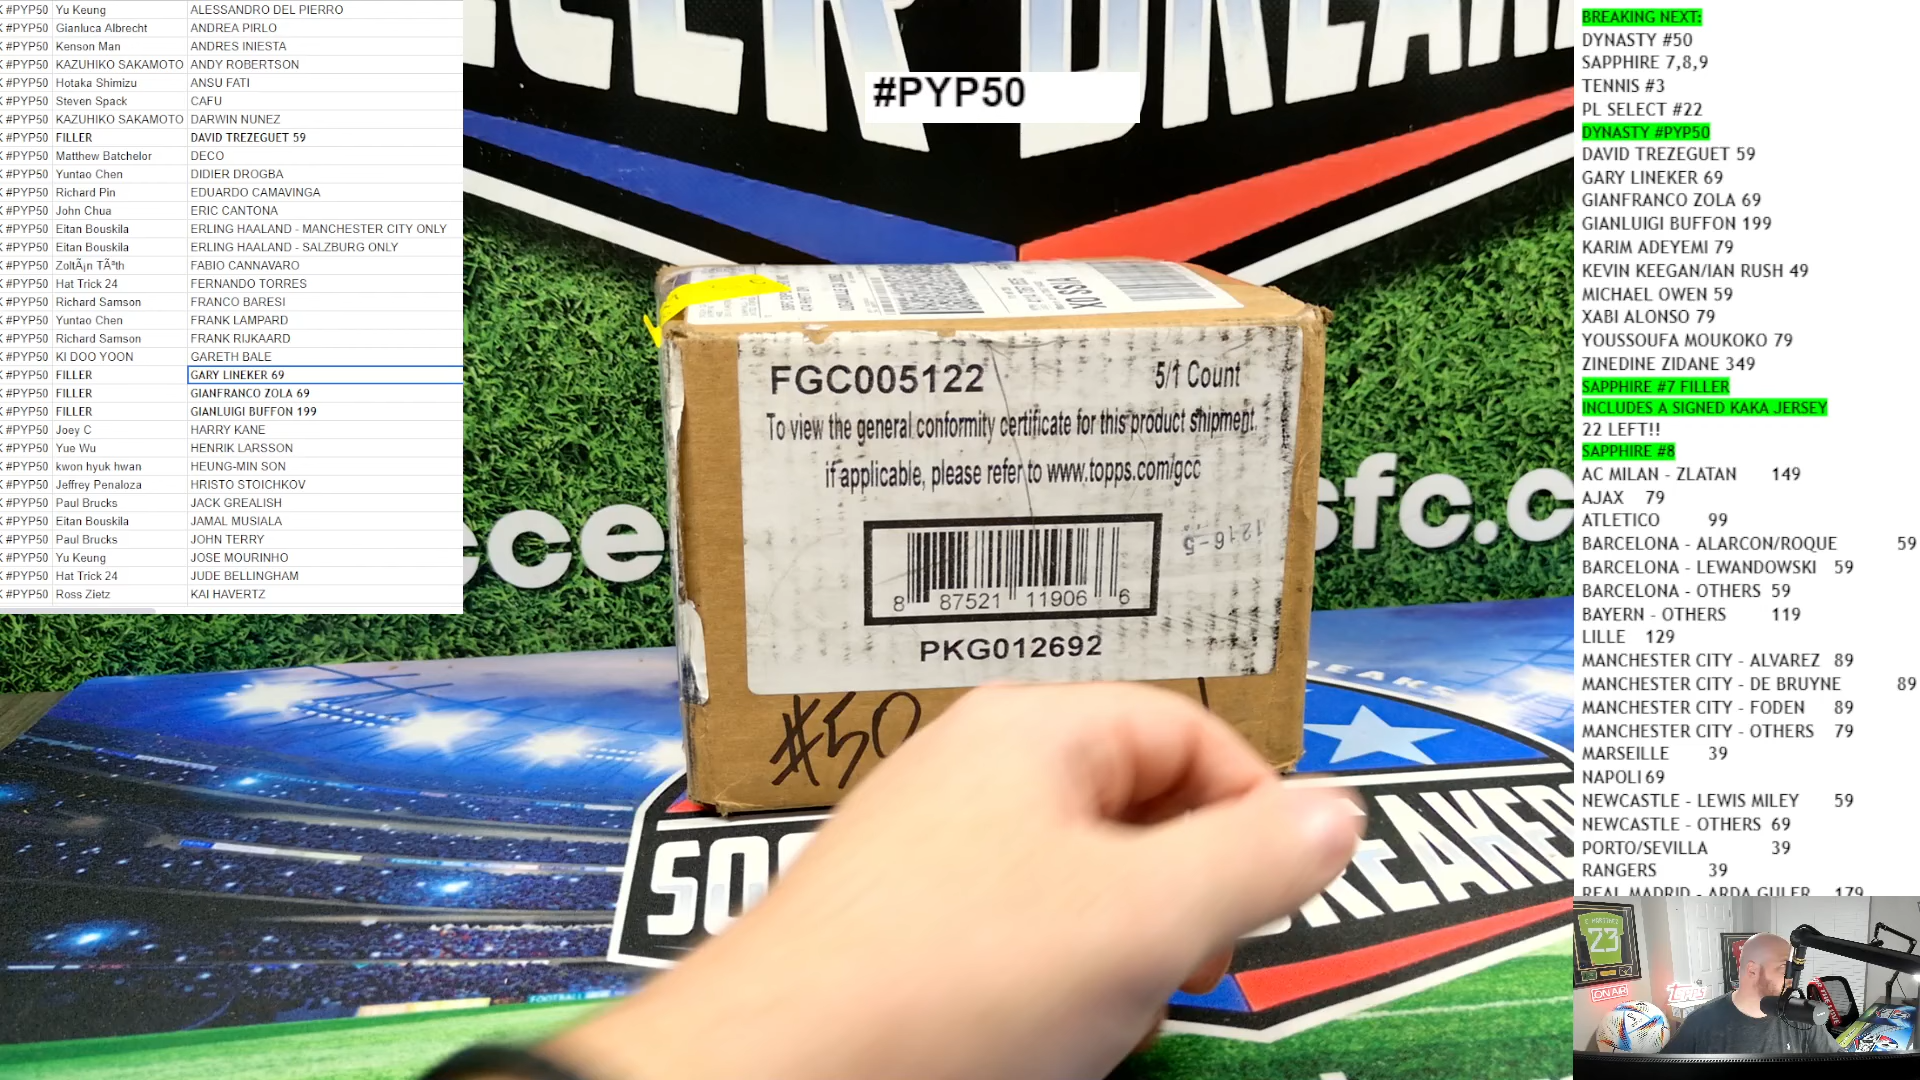 K #PYP50 Yu Keung ALESSANDRO DEL PIERRO
K #PYP50 Gianluca Albrecht ANDREA PIRLO
K #PYP50 Kenson Man ANDRES INIESTA
K #PYP50 KAZUHIKO SAKAMOTO ANDY ROBERTSON
K #PYP50 Hotaka Shimizu ANSU FATI
K #PYP50 Steven Spack CAFU
K #PYP50 KAZUHIKO SAKAMOTO DARWIN NUNEZ
K #PYP50 FILLER DAVID TREZEGUET 59
K #PYP50 Matthew Batchelor DECO
K #PYP50 Yuntao Chen DIDIER DROGBA
K #PYP50 Richard Pin EDUARDO CAMAVINGA
K #PYP50 John Chua ERIC CANTONA
K #PYP50 Eitan Bouskila ERLING HAALAND - MANCHESTER CITY ONLY
K #PYP50 Eitan Bouskila ERLING HAALAND - SALZBURG ONLY
K #PYP50 ZoltÃ¡n TÃ³th FABIO CANNAVARO
K #PYP50 Hat Trick 24 FERNANDO TORRES
K #PYP50 Richard Samson FRANCO BARESI
K #PYP50 Yuntao Chen FRANK LAMPARD
K #PYP50 Richard Samson FRANK RIJKAARD
K #PYP50 KI DOO YOON GARETH BALE
K #PYP50 FILLER GARY LINEKER 69
K #PYP50 FILLER GIANFRANCO ZOLA 69
K #PYP50 FILLER GIANLUIGI BUFFON 199
K #PYP50 Joey C HARRY KANE
K #PYP50 Yue Wu HENRIK LARSSON
K #PYP50 kwon hyuk hwan HEUNG-MIN SON
K #PYP50 Jeffrey Penaloza HRISTO STOICHKOV
K #PYP50 Paul Brucks JACK GREALISH
K #PYP50 Eitan Bouskila JAMAL MUSIALA
K #PYP50 Paul Brucks JOHN TERRY
K #PYP50 Yu Keung JOSE MOURINHO
K #PYP50 Hat Trick 24 JUDE BELLINGHAM
K #PYP50 Ross Zietz KAI HAVERTZ
#PYP50
FGC005122 5/1 Count
To view the general conformity certificate for this product shipment,
if applicable, please refer to www.topps.com/gcc
1216-5
8 87521 11906 6
PKG012692
#50
cce
sfc.c
BREAKING NEXT:
DYNASTY #50
SAPPHIRE 7,8,9
TENNIS #3
PL SELECT #22
DYNASTY #PYP50
DAVID TREZEGUET 59
GARY LINEKER 69
GIANFRANCO ZOLA 69
GIANLUIGI BUFFON 199
KARIM ADEYEMI 79
KEVIN KEEGAN/IAN RUSH 49
MICHAEL OWEN 59
XABI ALONSO 79
YOUSSOUFA MOUKOKO 79
ZINEDINE ZIDANE 349
SAPPHIRE #7 FILLER
INCLUDES A SIGNED KAKA JERSEY
22 LEFT!!
SAPPHIRE #8
AC MILAN - ZLATAN 149
AJAX 79
ATLETICO 99
BARCELONA - ALARCON/ROQUE 59
BARCELONA - LEWANDOWSKI 59
BARCELONA - OTHERS 59
BAYERN - OTHERS 119
LILLE 129
MANCHESTER CITY - ALVAREZ 89
MANCHESTER CITY - DE BRUYNE 89
MANCHESTER CITY - FODEN 89
MANCHESTER CITY - OTHERS 79
MARSEILLE 39
NAPOLI 69
NEWCASTLE - LEWIS MILEY 59
NEWCASTLE - OTHERS 69
PORTO/SEVILLA 39
RANGERS 39
REAL MADRID - ARDA GULER 179
23
ON AIR
Topps